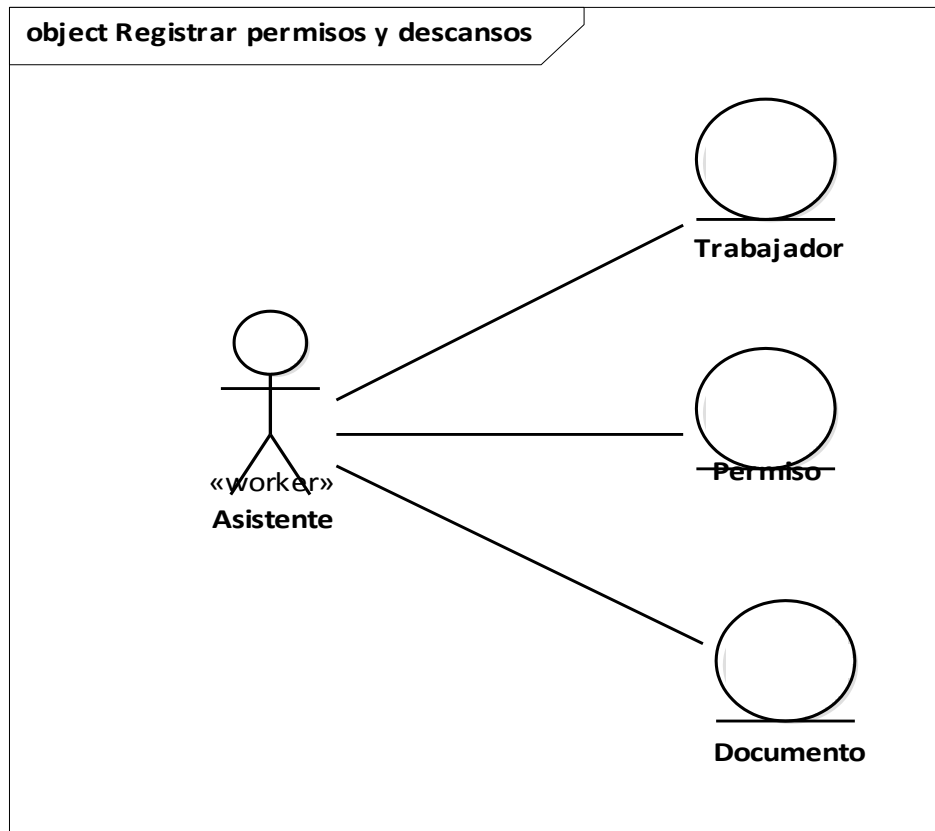 object Registrar permisos y descansos
Trabajador
Permiso
«worker»
Asistente
Documento